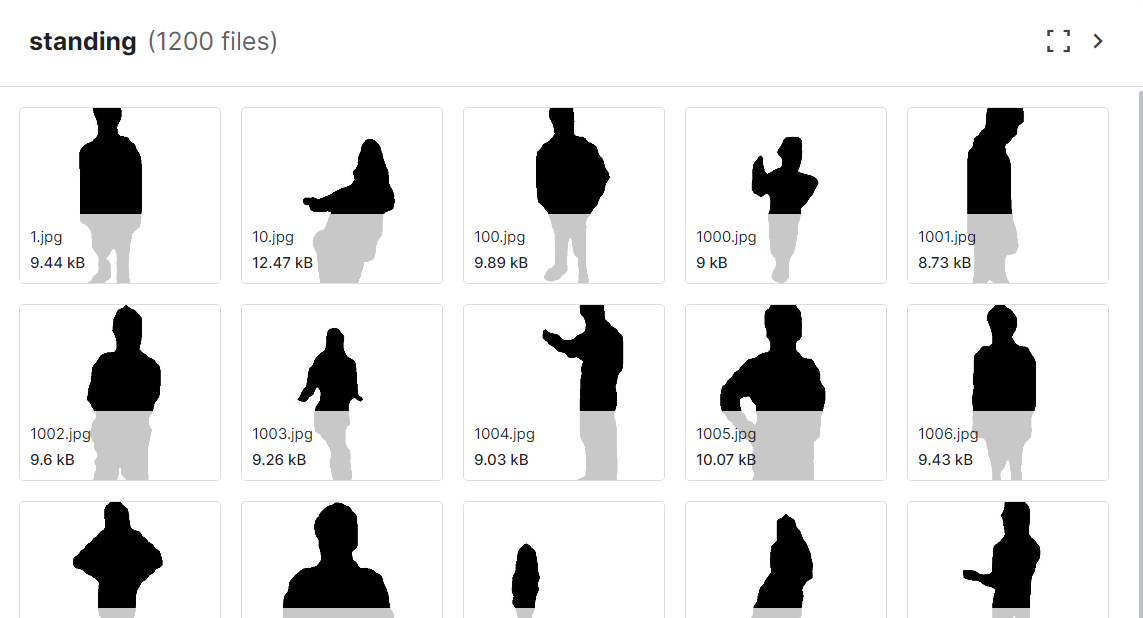 standing (1200 files)
1.jpg
9.44 kB
10.jpg
12.47 kB
100.jpg
9.89 kB
1000.jpg
9 kB
1001.jpg
8.73 kB
1002.jpg
9.6 kB
1003.jpg
9.26 kB
1004.jpg
9.03 kB
1005.jpg
10.07 kB
1006.jpg
9.43 kB